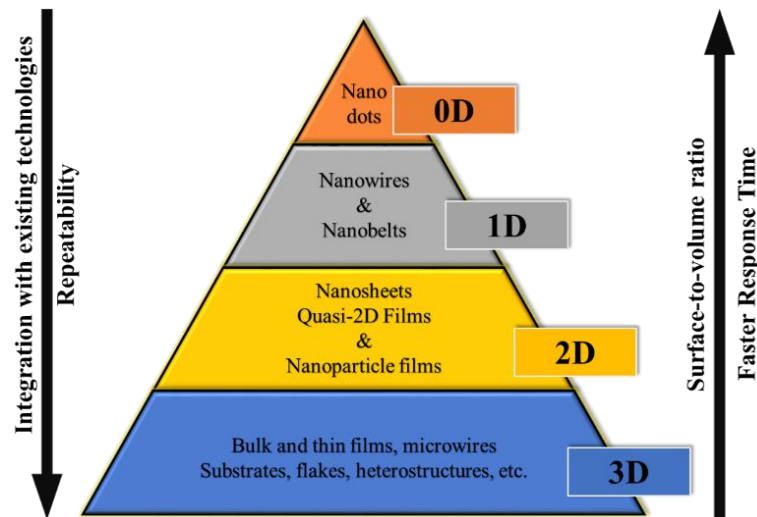 Integration with existing technologies
Repeatability
Nano
dots
0D
Nanowires
&
Nanobelts
1D
Nanosheets
Quasi-2D Films
&
Nanoparticle films
2D
Bulk and thin films, microwires
Substrates, flakes, heterostructures, etc.
3D
Surface-to-volume ratio
Faster Response Time